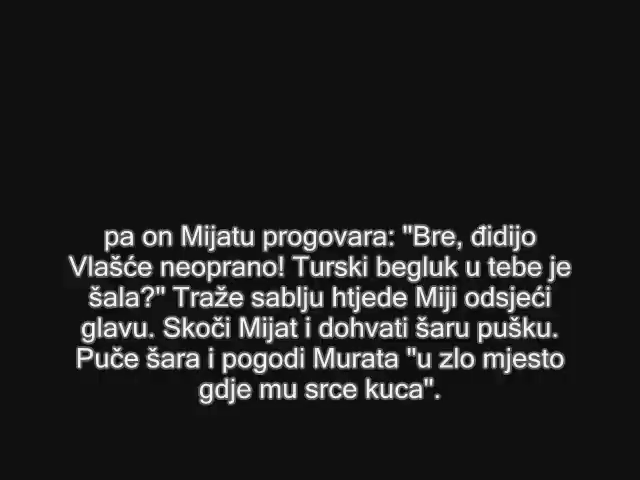 pa on Mijatu progovara: "Bre, đidijo
Vlašće neoprano! Turski begluk u tebe je
šala?" Traže sablju htjede Miji odsjeći
glavu. Skoči Mijat i dohvati šaru pušku.
Puče šara i pogodi Murata "u zlo mjesto
gdje mu srce kuca".